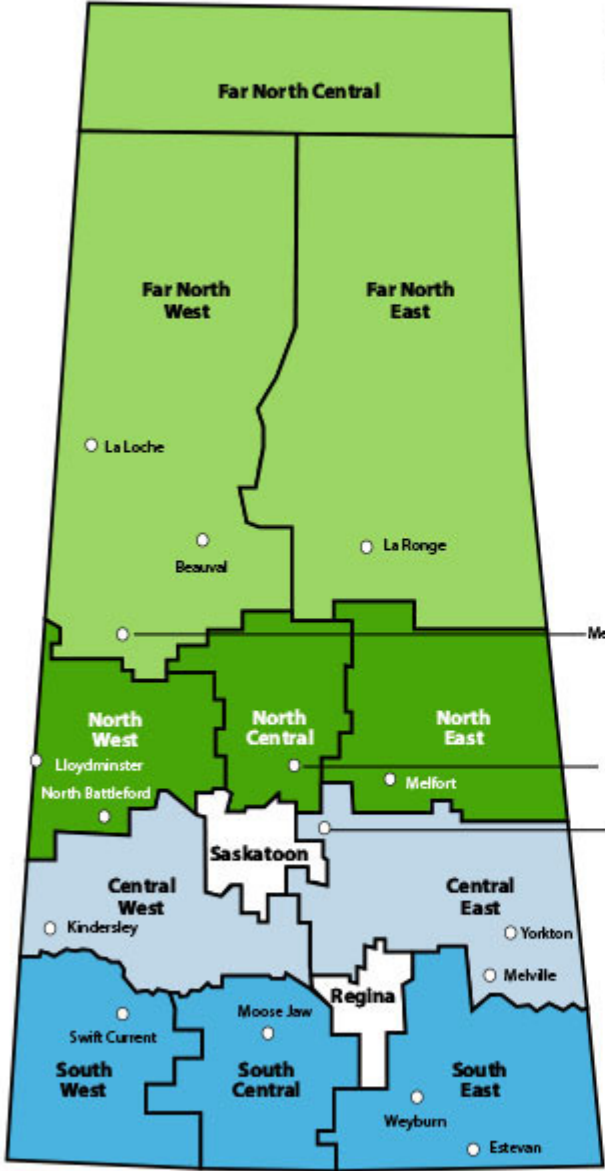 Far North Central
Far North
West
Far North
East
La Loche
Beauval
La Ronge
Me
North
West
North
Central
North
East
Lloydminster
North Battleford
Melfort
Saskatoon
Central
West
Central
East
Kindersley
Yorkton
Melville
Regina
Moose Jaw
Swift Current
South
West
South
Central
South
East
Weyburn
Estevan